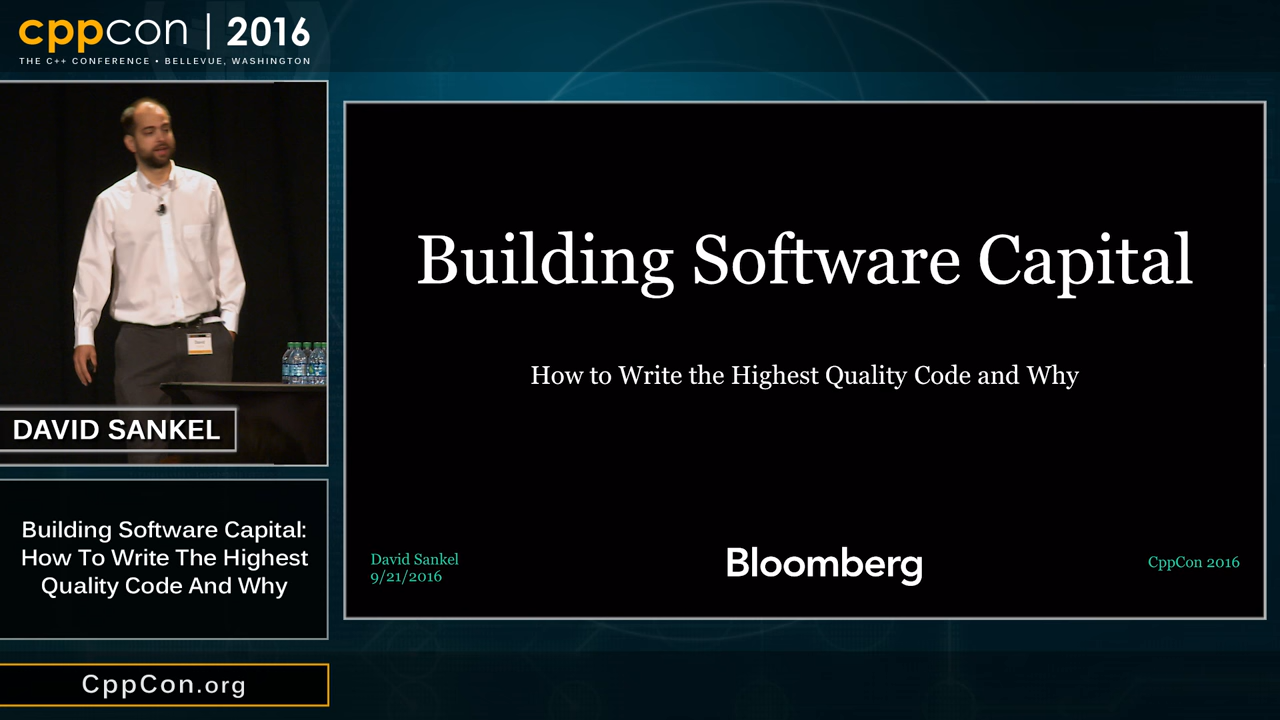 cppcon | 2016
THE C++ CONFERENCE • BELLEVUE, WASHINGTON
DAVID SANKEL
Building Software Capital:
How To Write The Highest
Quality Code And Why
CppCon.org
Building Software Capital
How to Write the Highest Quality Code and Why
David Sankel
9/21/2016
Bloomberg
CppCon 2016